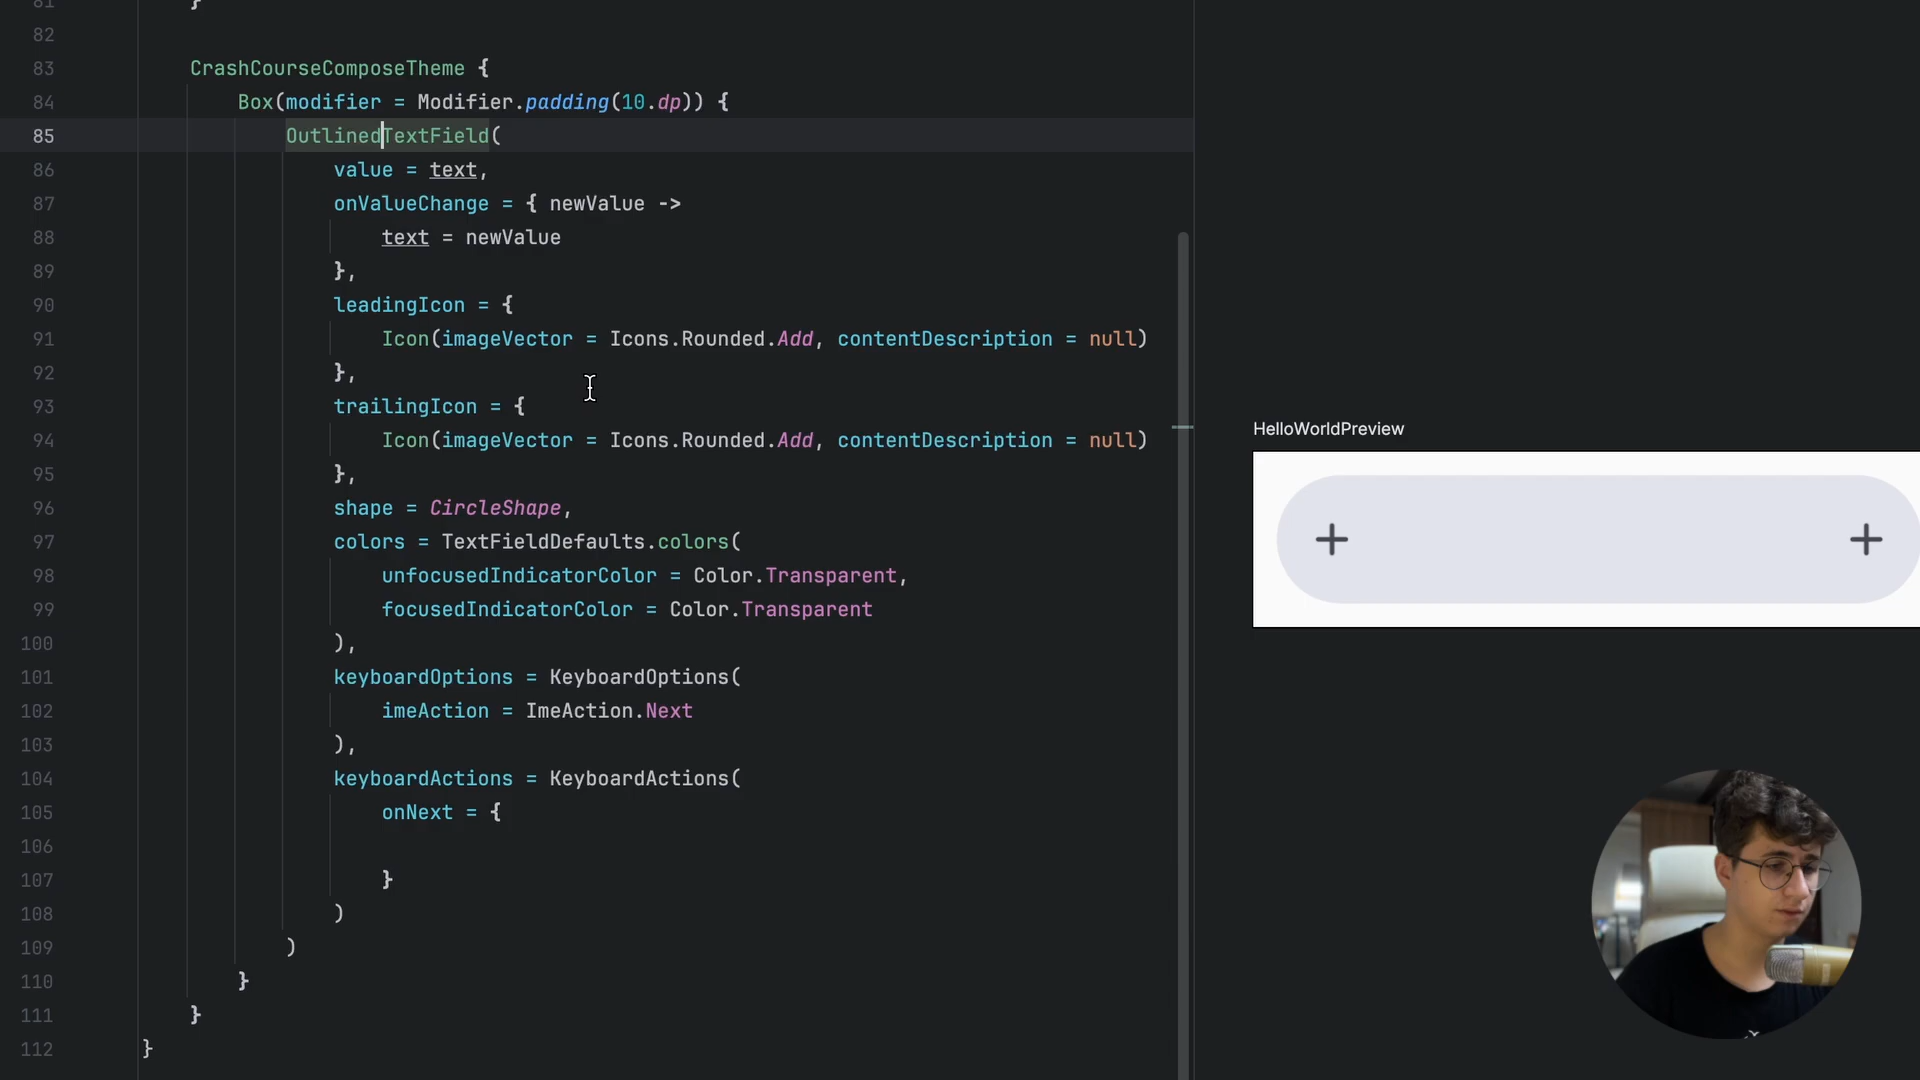 81 }
82
83 CrashCourseComposeTheme {
84 Box(modifier = Modifier.padding(10.dp)) {
85 OutlinedTextField(
86 value = text,
87 onValueChange = { newValue ->
88 text = newValue
89 },
90 leadingIcon = {
91 Icon(imageVector = Icons.Rounded.Add, contentDescription = null)
92 },
93 trailingIcon = {
94 Icon(imageVector = Icons.Rounded.Add, contentDescription = null)
95 },
96 shape = CircleShape,
97 colors = TextFieldDefaults.colors(
98 unfocusedIndicatorColor = Color.Transparent,
99 focusedIndicatorColor = Color.Transparent
100 ),
101 keyboardOptions = KeyboardOptions(
102 imeAction = ImeAction.Next
103 ),
104 keyboardActions = KeyboardActions(
105 onNext = {
106
107 }
108 )
109 )
110 }
111 }
112 }
HelloWorldPreview